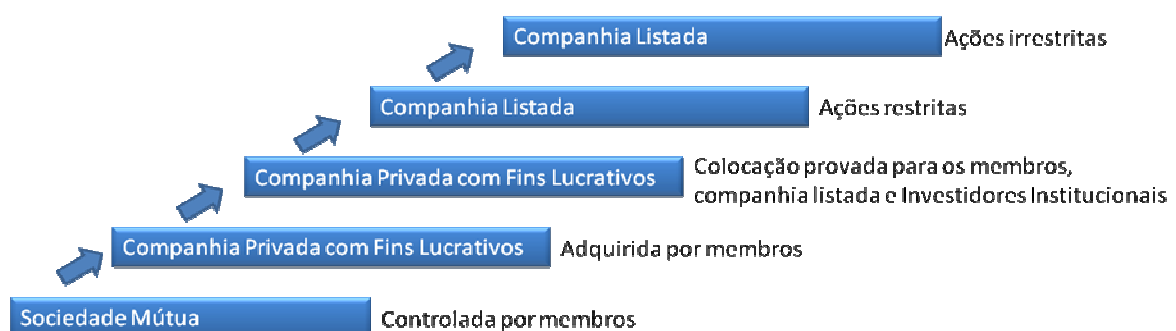 Companhia Listada
Ações irrestritas
Companhia Listada
Ações restritas
Companhia Privada com Fins Lucrativos
Colocação provada para os membros,
companhia listada e Investidores Institucionais
Companhia Privada com Fins Lucrativos
Adquirida por membros
Sociedade Mútua
Controlada por membros